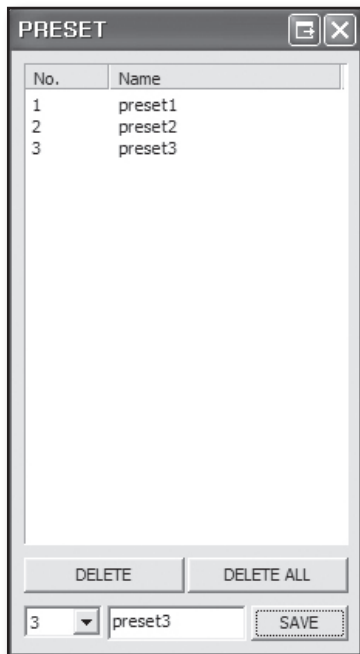 PRESET
No. Name
1 preset1
2 preset2
3 preset3
DELETE DELETE ALL
3 preset3 SAVE